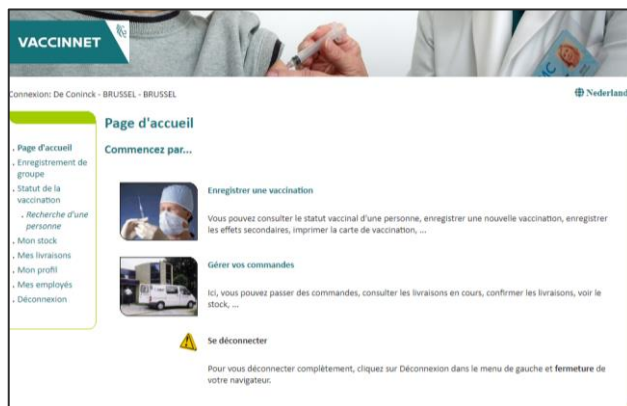 VACCINNET
Connexion: De Coninck - BRUSSEL - BRUSSEL
Nederland
Page d'accueil
Commencez par...
. Page d'accueil
. Enregistrement de
groupe
. Statut de la
vaccination
. Recherche d'une
personne
. Mon stock
. Mes livraisons
. Mon profil
. Mes employés
. Déconnexion
Enregistrer une vaccination
Vous pouvez consulter le statut vaccinal d'une personne, enregistrer une nouvelle vaccination, enregistrer
les effets secondaires, imprimer la carte de vaccination, ...
Gérer vos commandes
Ici, vous pouvez passer des commandes, consulter les livraisons en cours, confirmer les livraisons, voir le
stock, ...
Se déconnecter
Pour vous déconnecter complètement, cliquez sur Déconnexion dans le menu de gauche et fermeture de
votre navigateur.